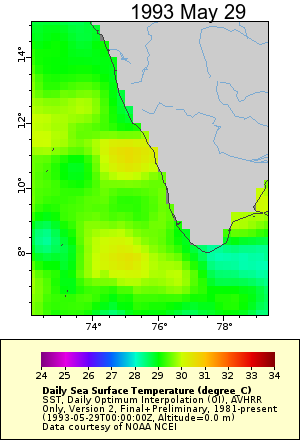 1993 May 29
14°
12°
10°
8°
74° 76° 78°
24 25 26 27 28 29 30 31 32 33 34
Daily Sea Surface Temperature (degree_C)
SST, Daily Optimum Interpolation (OI), AVHRR
Only, Version 2, Final+Preliminary, 1981-present
(1993-05-29T00:00:00Z, Altitude=0.0 m)
Data courtesy of NOAA NCEI